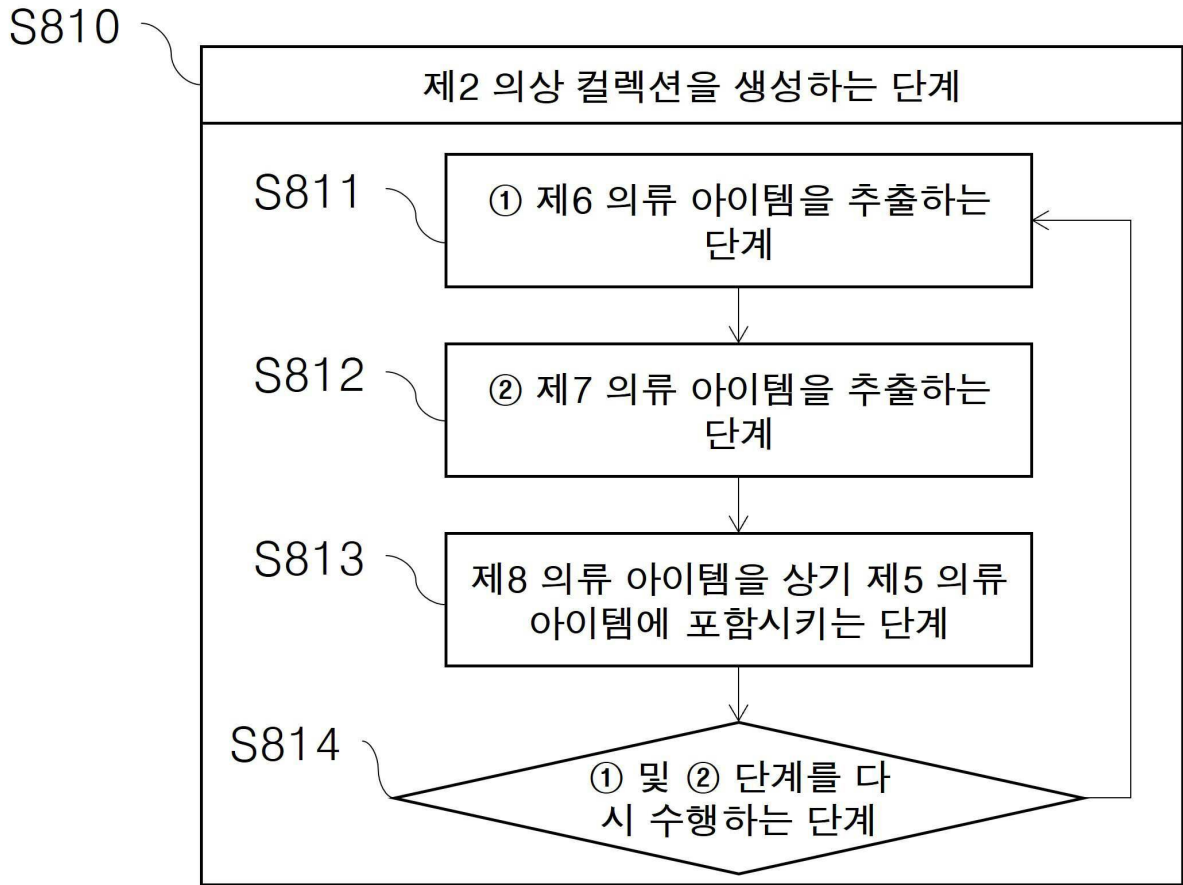 S810
제2 의상 컬렉션을 생성하는 단계
S811
① 제6 의류 아이템을 추출하는
단계
S812
② 제7 의류 아이템을 추출하는
단계
S813
제8 의류 아이템을 상기 제5 의류
아이템에 포함시키는 단계
S814
① 및 ② 단계를 다
시 수행하는 단계